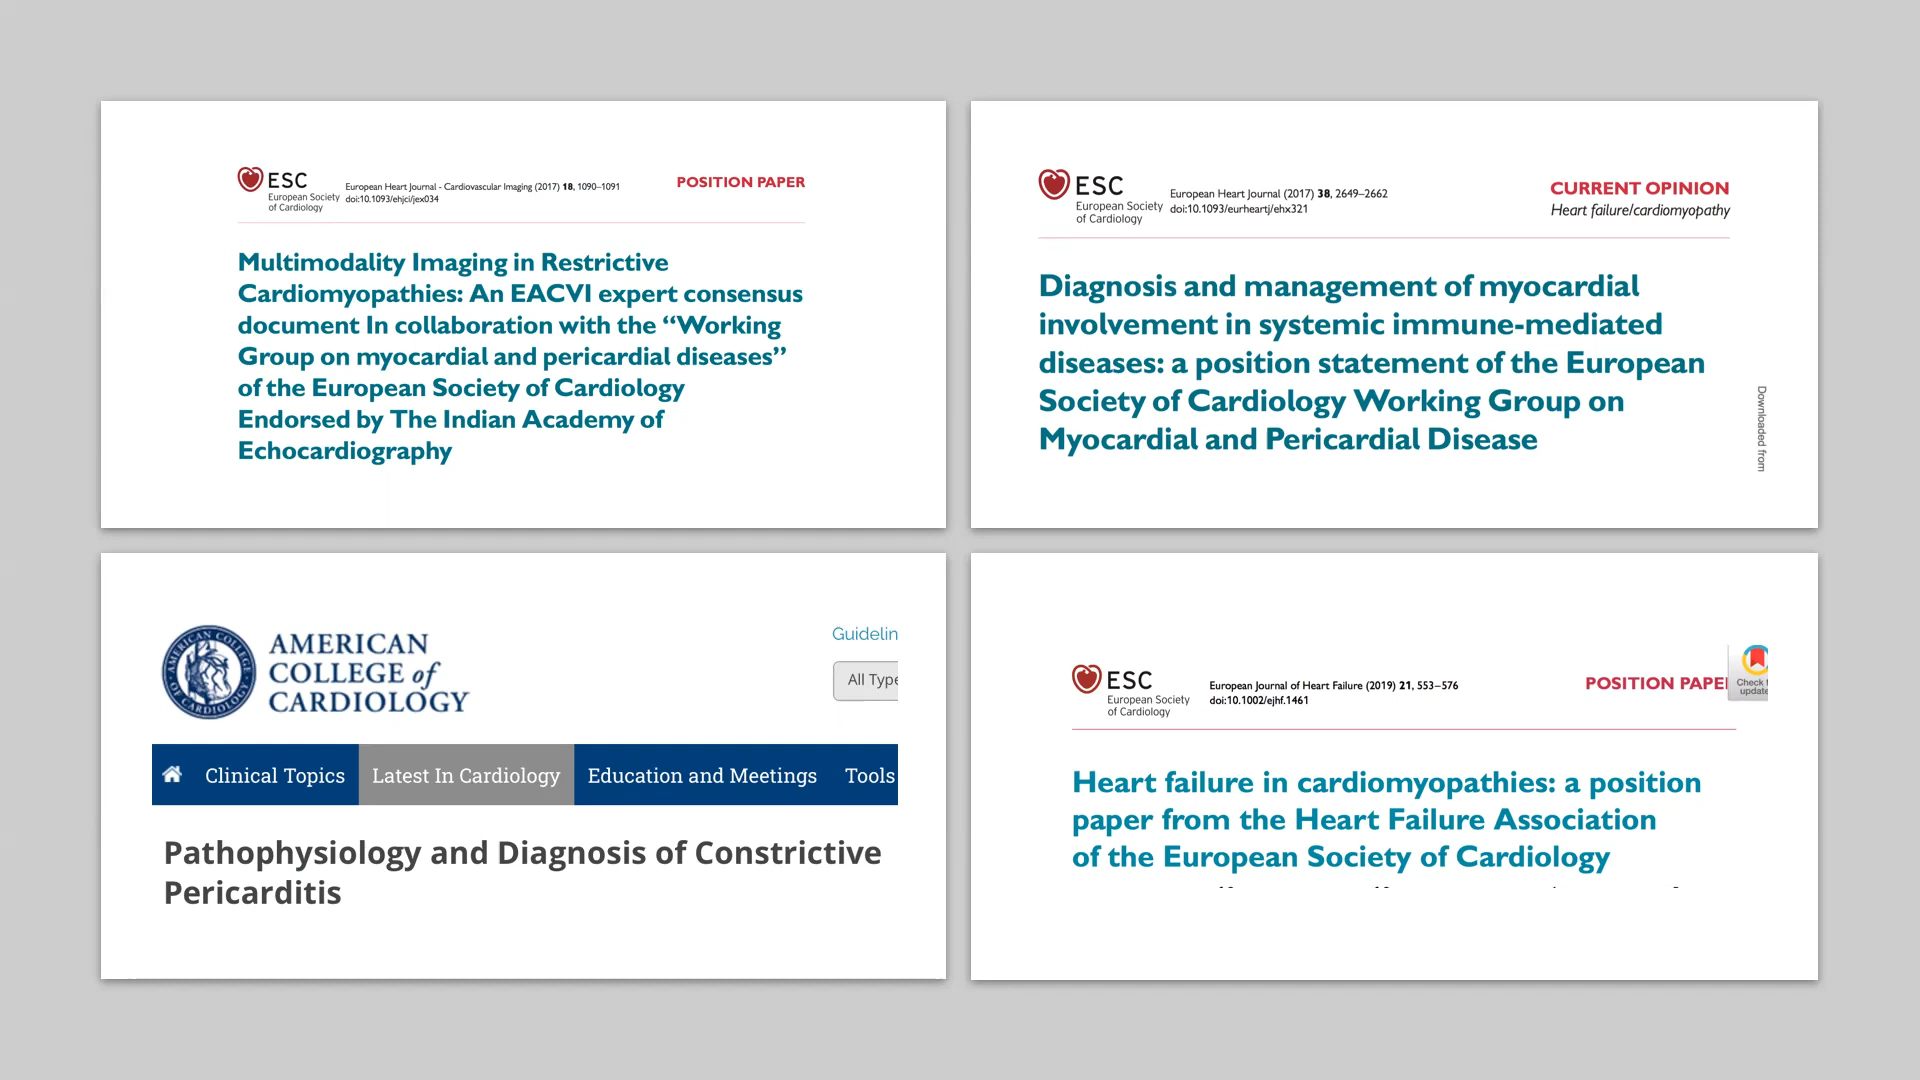 ESC
European Society
of Cardiology
European Heart Journal - Cardiovascular Imaging (2017) 18, 1090–1091
doi:10.1093/ehjci/jex034
POSITION PAPER
Multimodality Imaging in Restrictive
Cardiomyopathies: An EACVI expert consensus
document In collaboration with the “Working
Group on myocardial and pericardial diseases”
of the European Society of Cardiology
Endorsed by The Indian Academy of
Echocardiography
ESC
European Society
of Cardiology
European Heart Journal (2017) 38, 2649–2662
doi:10.1093/eurheartj/ehx321
CURRENT OPINION
Heart failure/cardiomyopathy
Diagnosis and management of myocardial
involvement in systemic immune-mediated
diseases: a position statement of the European
Society of Cardiology Working Group on
Myocardial and Pericardial Disease
Downloaded from
AMERICAN
COLLEGE of
CARDIOLOGY
Guidelin
All Type
Clinical Topics Latest In Cardiology Education and Meetings Tools
Pathophysiology and Diagnosis of Constrictive
Pericarditis
ESC
European Society
of Cardiology
European Journal of Heart Failure (2019) 21, 553–576
doi:10.1002/ejhf.1461
POSITION PAPE
Check
update
Heart failure in cardiomyopathies: a position
paper from the Heart Failure Association
of the European Society of Cardiology